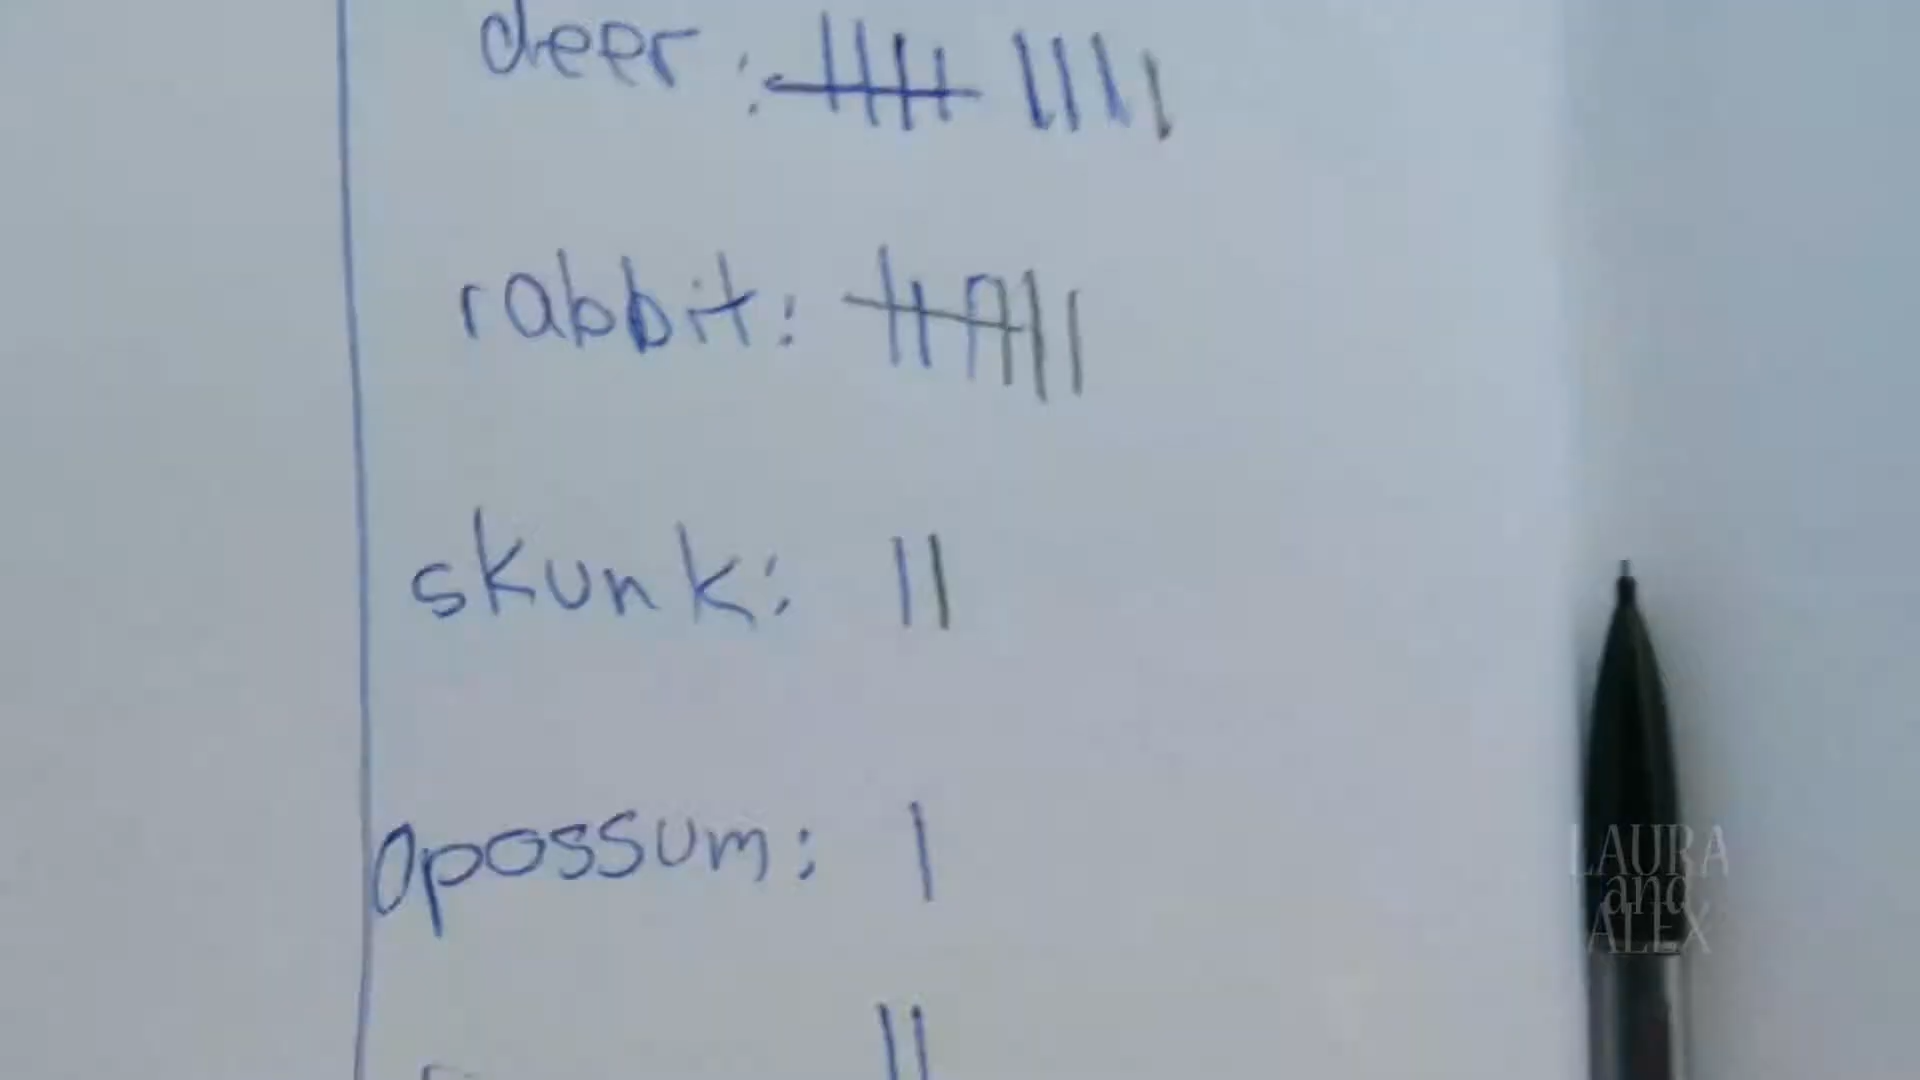 deer: 𝍸 ||||
rabbit: 𝍸 ||
skunk: ||
opossum: |
||
LAURA
and
ALEX